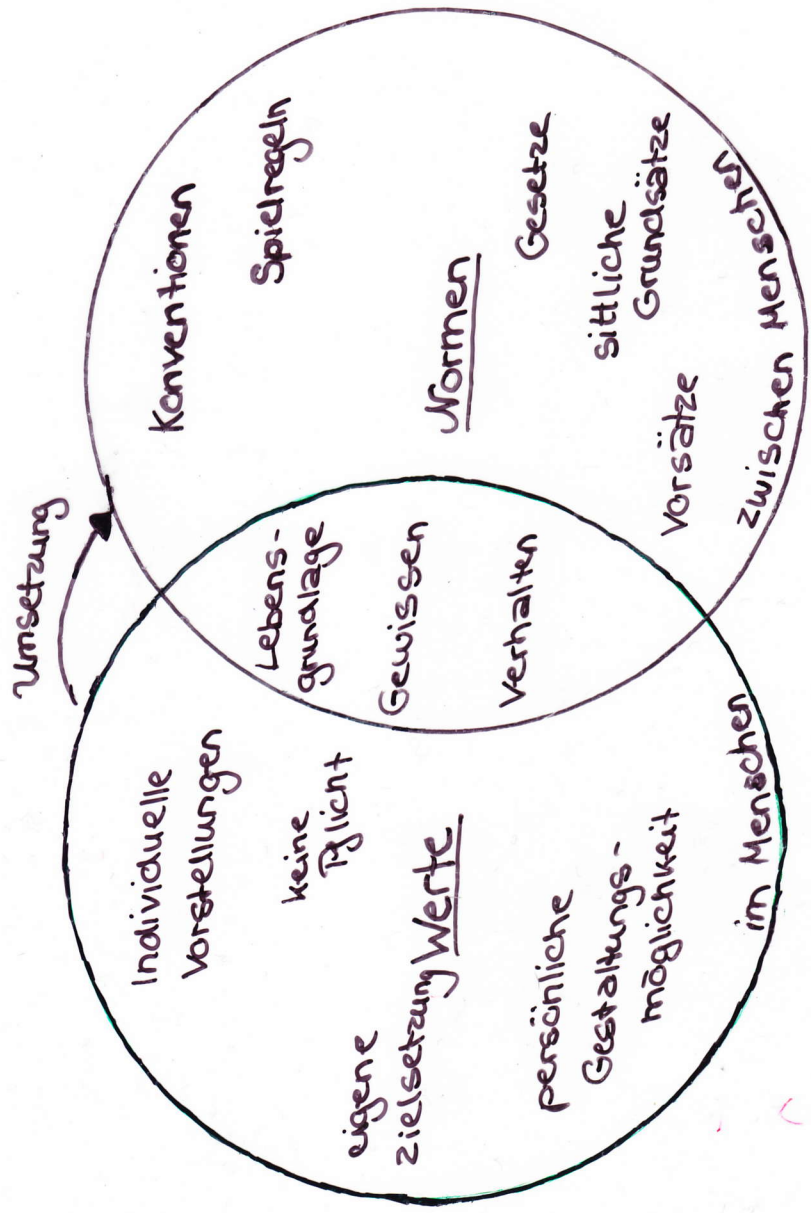 Umsetzung
Individuelle
Vorstellungen
keine
Pflicht
eigene
Zielsetzung
Werte
persönliche
Gestaltungs-
möglichkeit
im Menschen
Lebens-
grundlage
Gewissen
Verhalten
Konventionen
Spielregeln
Normen
Gesetze
sittliche
Grundsätze
Vorsätze
zwischen Menschen